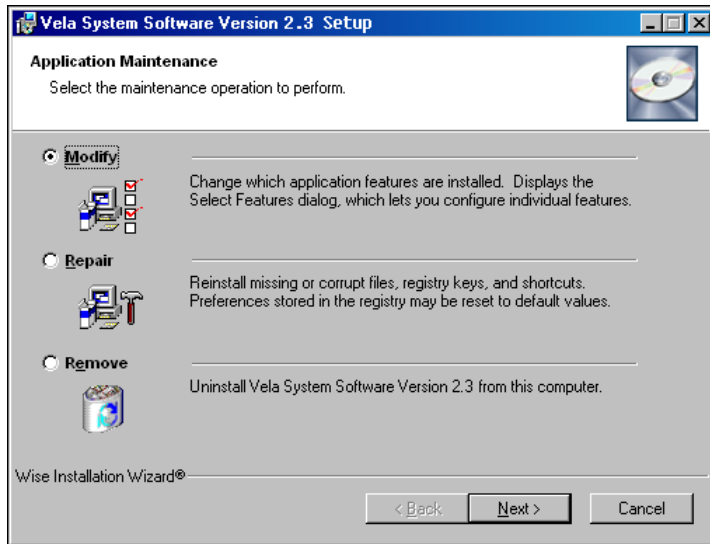 Vela System Software Version 2.3 Setup
Application Maintenance
Select the maintenance operation to perform.
Modify
Change which application features are installed. Displays the
Select Features dialog, which lets you configure individual features.
Repair
Reinstall missing or corrupt files, registry keys, and shortcuts.
Preferences stored in the registry may be reset to default values.
Remove
Uninstall Vela System Software Version 2.3 from this computer.
Wise Installation Wizard®
< Back
Next >
Cancel